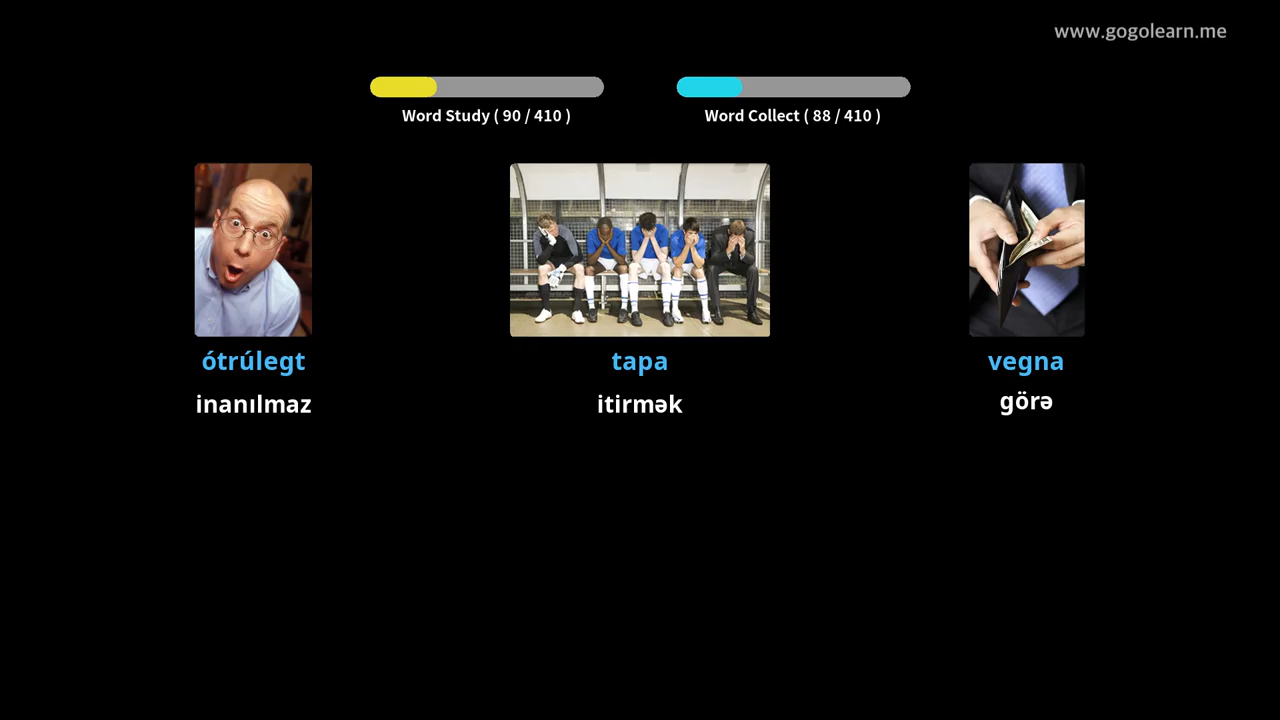 www.gogolearn.me
Word Study ( 90 / 410 )
Word Collect ( 88 / 410 )
ótrúlegt
inanılmaz
tapa
itirmək
vegna
görə